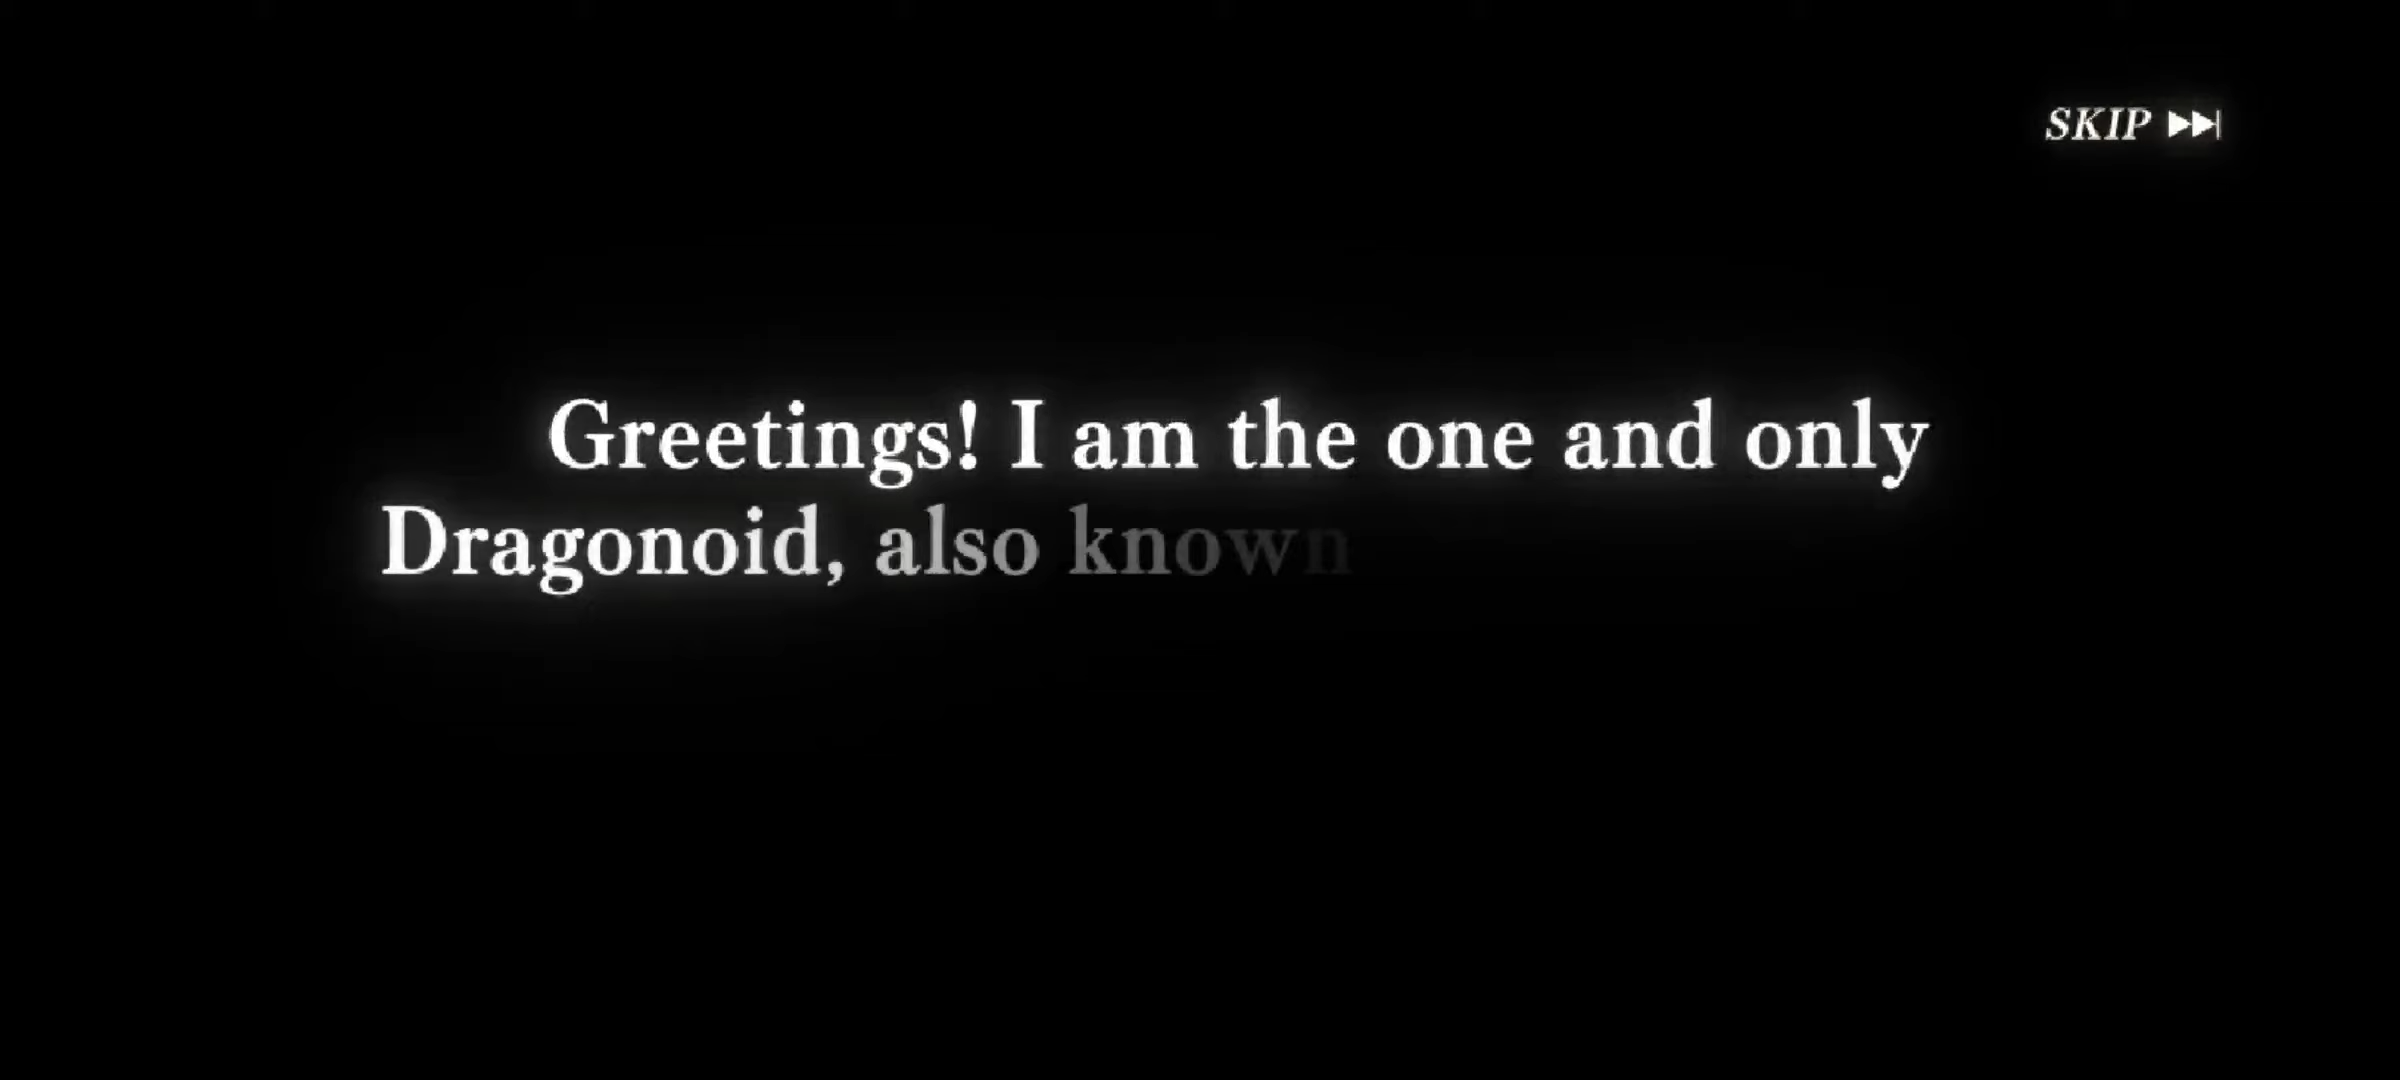 SKIP
Greetings! I am the one and only
Dragonoid, also known